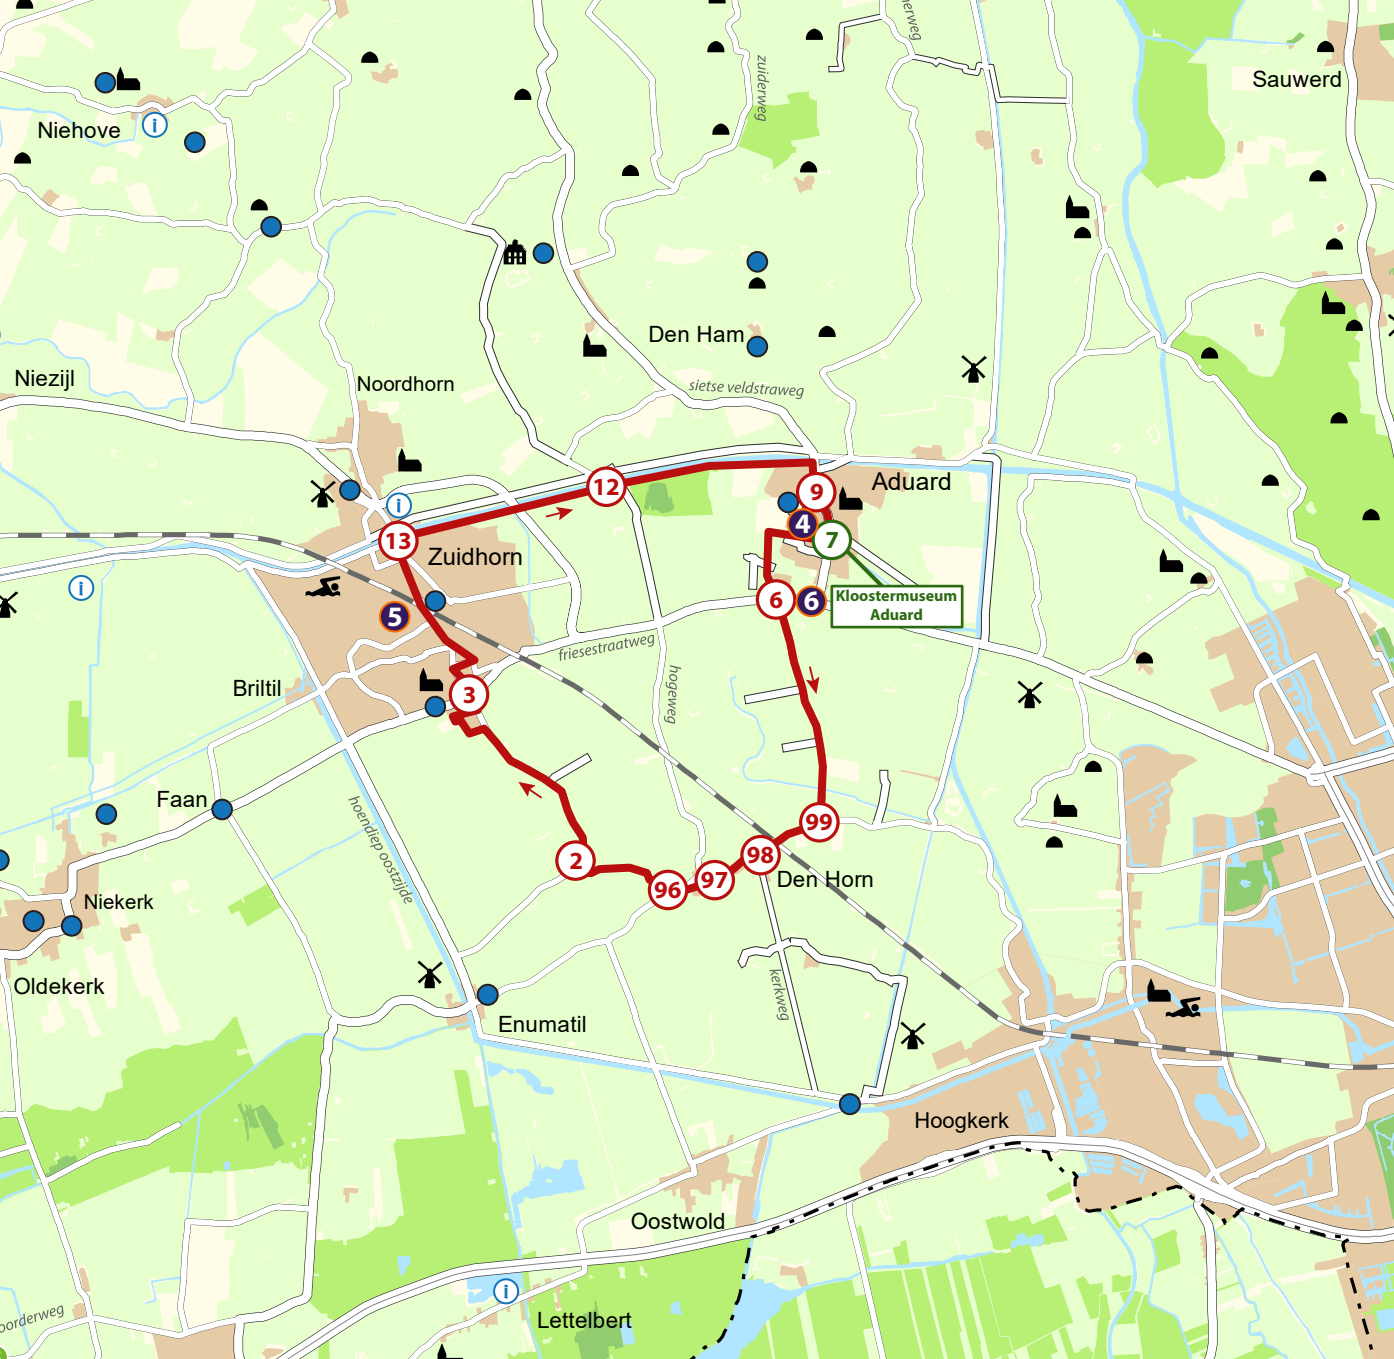 nerweg
zuiderweg
Sauwerd
Niehove
i
Den Ham
Niezijl
Noordhorn
sietse veldstraweg
Aduard
12
9
i
4
13
7
Zuidhorn
i
5
6
6
Kloostermuseum
Aduard
friesestraatweg
hogeweg
Briltil
3
Faan
hoendiep oostzijde
99
98
2
97
96
Den Horn
Niekerk
kerkweg
Oldekerk
Enumatil
Hoogkerk
Oostwold
i
Lettelbert
oorderweg